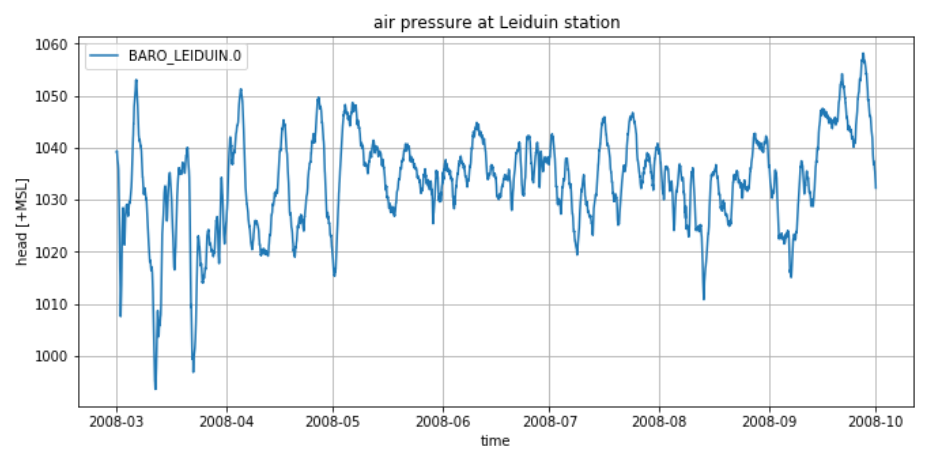 air pressure at Leiduin station
BARO_LEIDUIN.0
head [+MSL]
1060
1050
1040
1030
1020
1010
1000
2008-03 2008-04 2008-05 2008-06 2008-07 2008-08 2008-09 2008-10
time